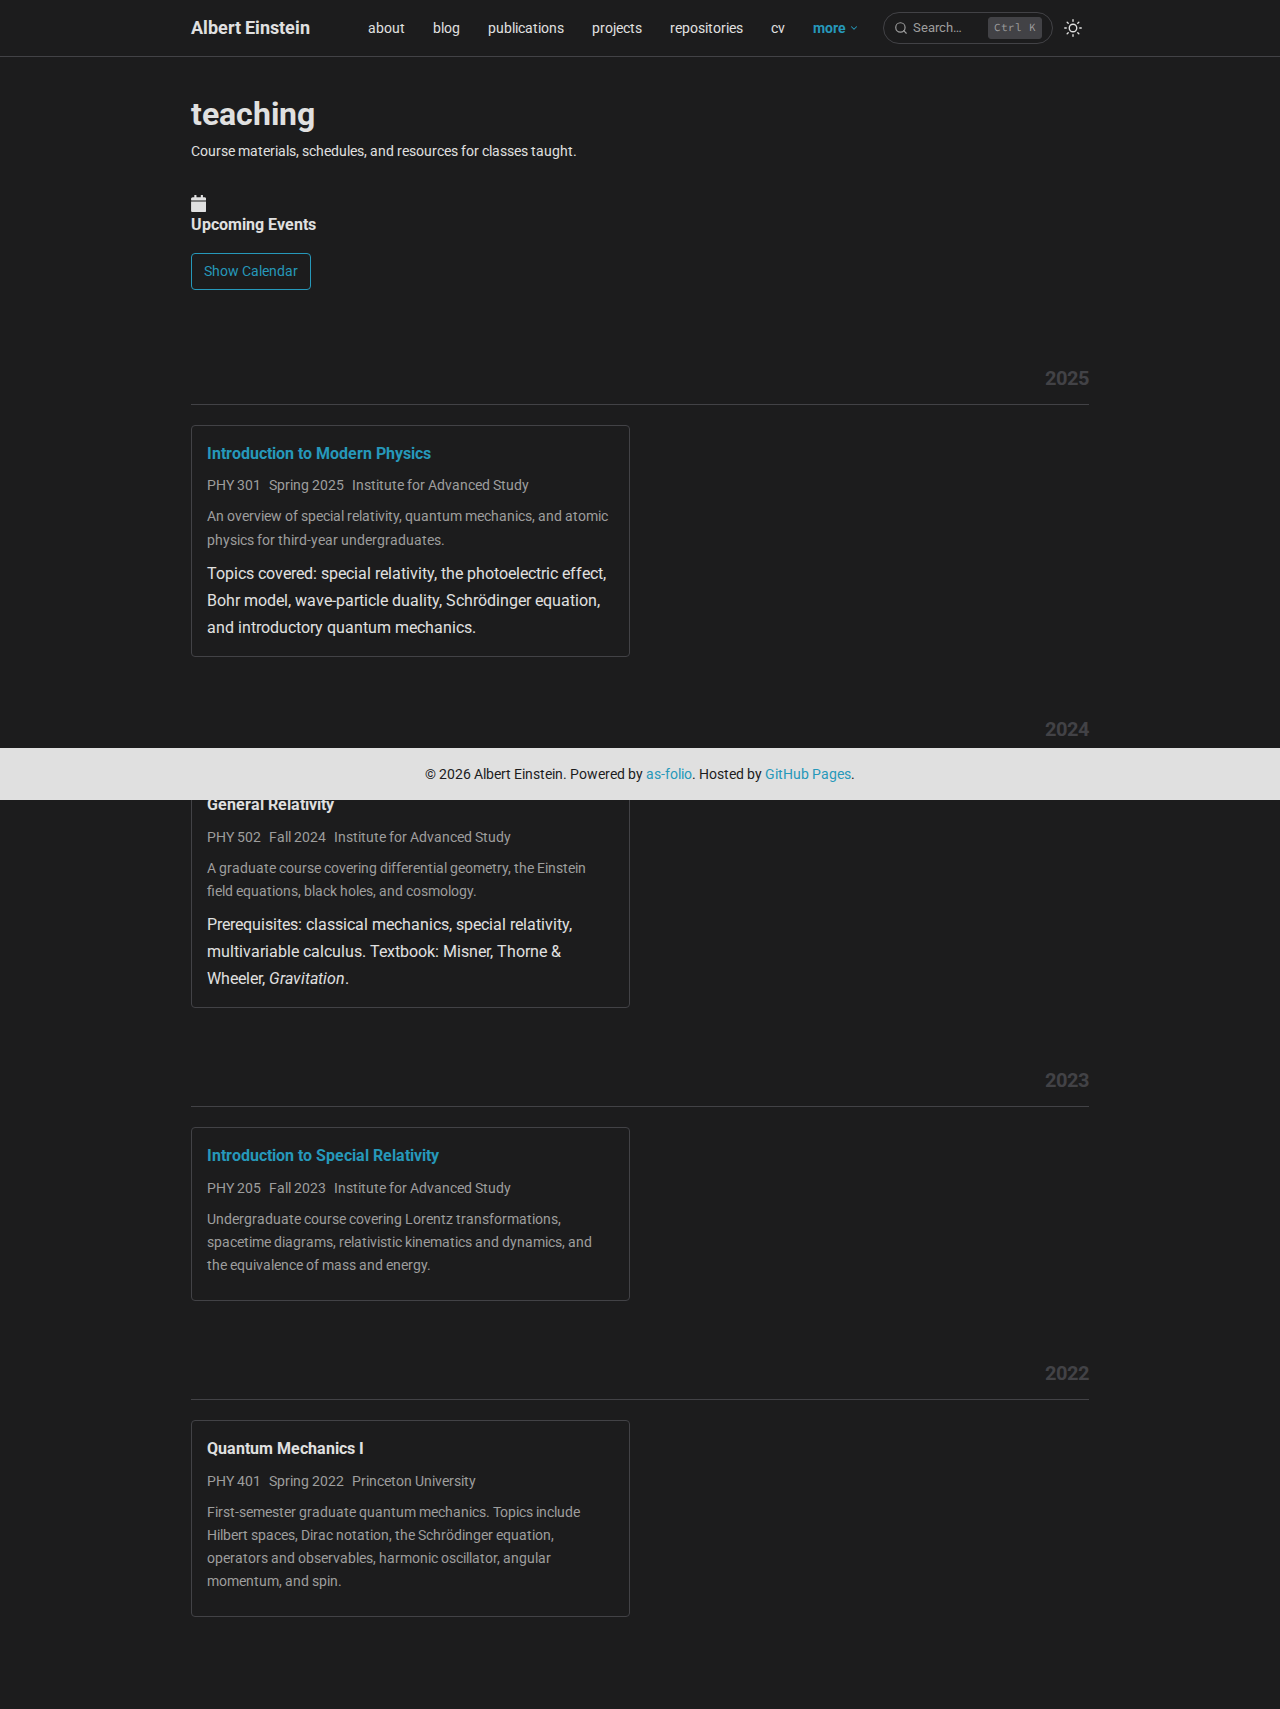 Albert Einstein
about
blog
publications
projects
repositories
cv
more
Search...
Ctrl K
teaching
Course materials, schedules, and resources for classes taught.
Upcoming Events
Show Calendar
2025
Introduction to Modern Physics
PHY 301 Spring 2025 Institute for Advanced Study
An overview of special relativity, quantum mechanics, and atomic
physics for third-year undergraduates.
Topics covered: special relativity, the photoelectric effect,
Bohr model, wave-particle duality, Schrödinger equation,
and introductory quantum mechanics.
2024
© 2026 Albert Einstein. Powered by as-folio. Hosted by GitHub Pages.
General Relativity
PHY 502 Fall 2024 Institute for Advanced Study
A graduate course covering differential geometry, the Einstein
field equations, black holes, and cosmology.
Prerequisites: classical mechanics, special relativity,
multivariable calculus. Textbook: Misner, Thorne &
Wheeler, Gravitation.
2023
Introduction to Special Relativity
PHY 205 Fall 2023 Institute for Advanced Study
Undergraduate course covering Lorentz transformations,
spacetime diagrams, relativistic kinematics and dynamics, and
the equivalence of mass and energy.
2022
Quantum Mechanics I
PHY 401 Spring 2022 Princeton University
First-semester graduate quantum mechanics. Topics include
Hilbert spaces, Dirac notation, the Schrödinger equation,
operators and observables, harmonic oscillator, angular
momentum, and spin.